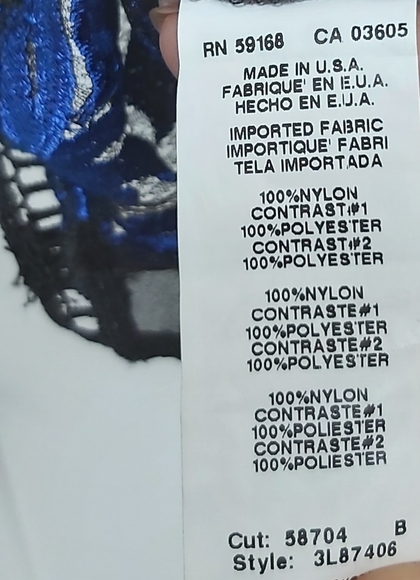 RN 59168 CA 03605
MADE IN U.S.A.
FABRIQUE' EN E.U.A.
HECHO EN E.U.A.
IMPORTED FABRIC
IMPORTIQUE' FABRI
TELA IMPORTADA
100%NYLON
CONTRAST#1
100%POLYESTER
CONTRAST#2
100%POLYESTER
100%NYLON
CONTRASTE#1
100%POLYESTER
CONTRASTE#2
100%POLYESTER
100%NYLON
CONTRASTE#1
100%POLIESTER
CONTRASTE#2
100%POLIESTER
Cut: 58704 B
Style: 3L87406